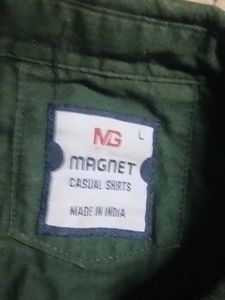 MG L
MAGNET
CASUAL SHIRTS
MADE IN INDIA